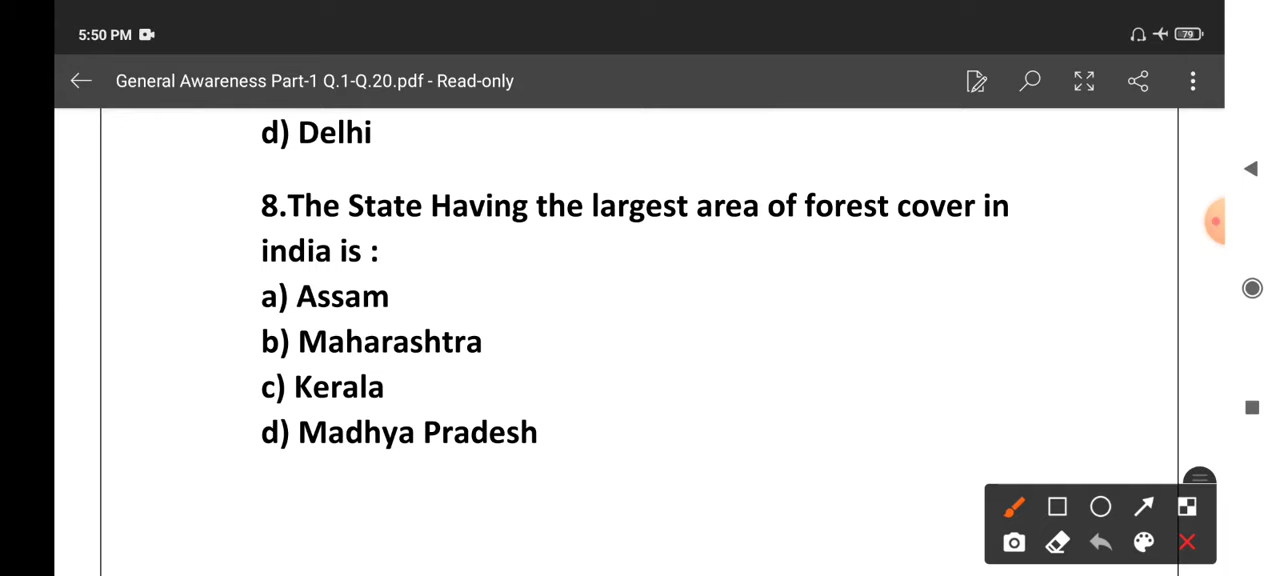 5:50 PM
79
General Awareness Part-1 Q.1-Q.20.pdf - Read-only
d) Delhi
8.The State Having the largest area of forest cover in
india is :
a) Assam
b) Maharashtra
c) Kerala
d) Madhya Pradesh